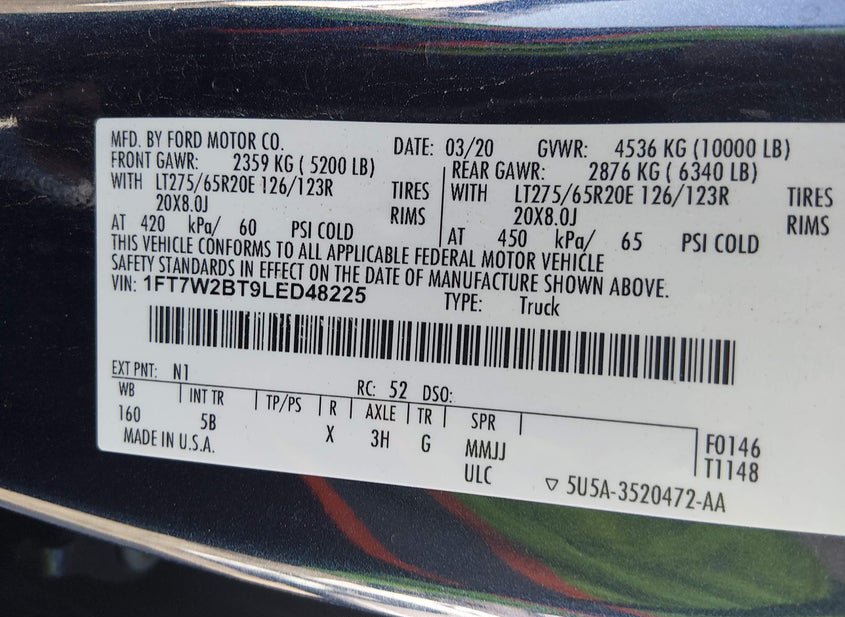 MFD. BY FORD MOTOR CO. DATE: 03/20 GVWR: 4536 KG (10000 LB)
FRONT GAWR: 2359 KG ( 5200 LB) REAR GAWR: 2876 KG ( 6340 LB)
WITH LT275/65R20E 126/123R TIRES WITH LT275/65R20E 126/123R TIRES
20X8.0J RIMS 20X8.0J RIMS
AT 420 kPa/ 60 PSI COLD AT 450 kPa/ 65 PSI COLD
THIS VEHICLE CONFORMS TO ALL APPLICABLE FEDERAL MOTOR VEHICLE
SAFETY STANDARDS IN EFFECT ON THE DATE OF MANUFACTURE SHOWN ABOVE.
VIN: 1FT7W2BT9LED48225 TYPE: Truck
EXT PNT: N1 RC: 52 DSO:
WB INT TR TP/PS R AXLE TR SPR
160 5B X 3H G MMJJ F0146
MADE IN U.S.A. ULC T1148
▽ 5U5A-3520472-AA